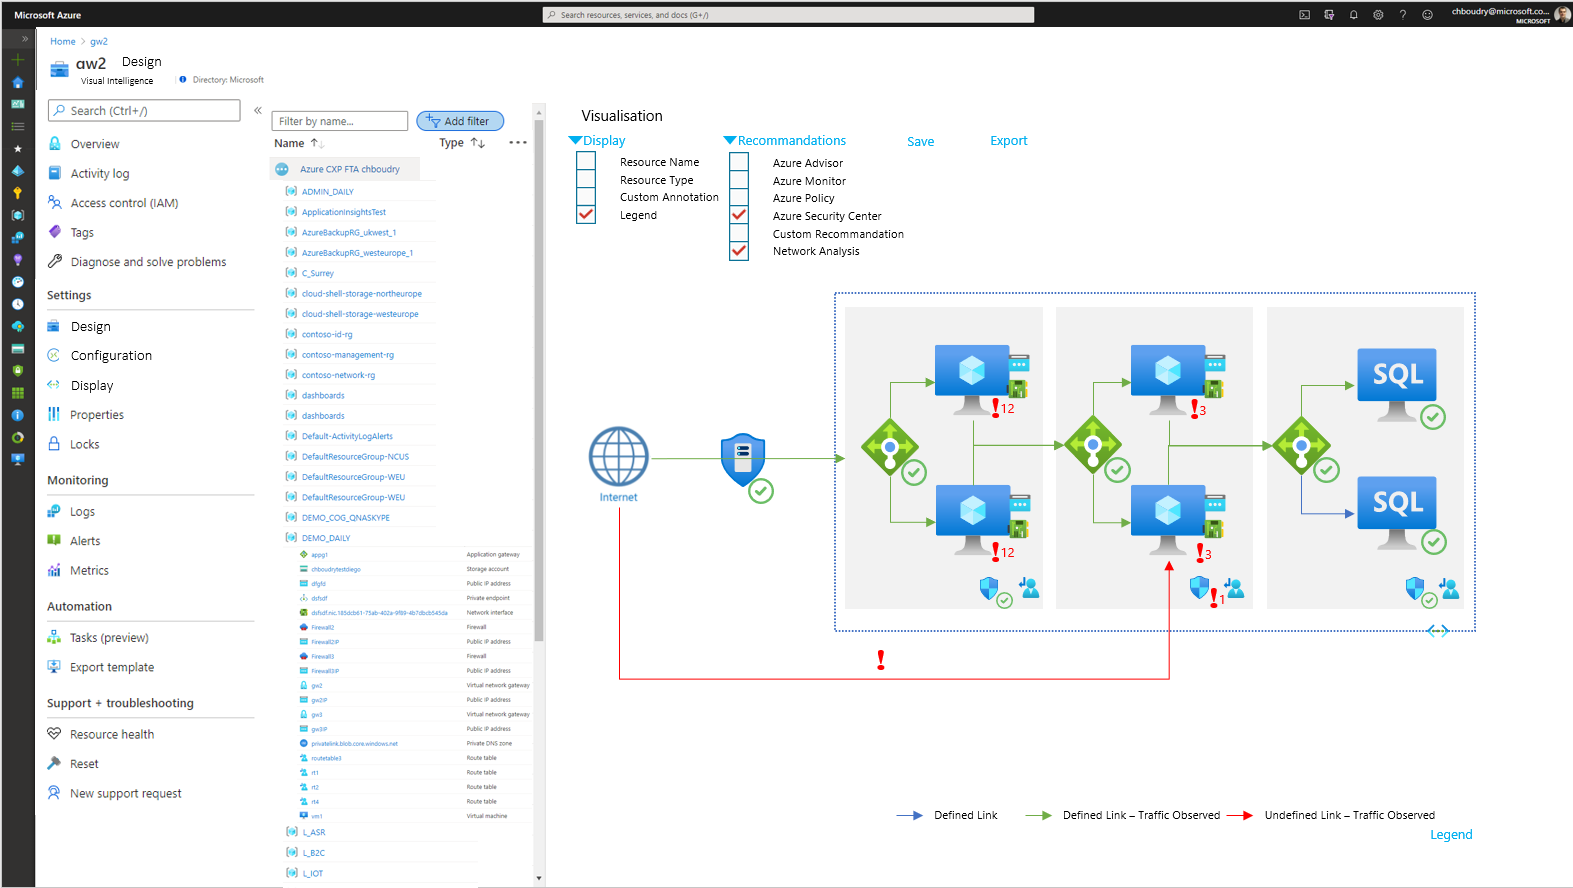 Microsoft Azure
Search resources, services, and docs (G+/)
chboudry@microsoft.co...
MICROSOFT
Home > gw2
gw2 Design
Visual Intelligence
Directory: Microsoft
Search (Ctrl+/)
Overview
Activity log
Access control (IAM)
Tags
Diagnose and solve problems
Settings
Design
Configuration
Display
Properties
Locks
Monitoring
Logs
Alerts
Metrics
Automation
Tasks (preview)
Export template
Support + troubleshooting
Resource health
Reset
New support request
Filter by name...
Add filter
Name ↑↓ Type ↑↓ •••
Azure CXP FTA chboudry
ADMIN_DAILY
ApplicationInsightsTest
AzureBackupRG_ukwest_1
AzureBackupRG_westeurope_1
C_Surrey
cloud-shell-storage-northeurope
cloud-shell-storage-westeurope
contoso-id-rg
contoso-management-rg
contoso-network-rg
dashboards
dashboards
Default-ActivityLogAlerts
DefaultResourceGroup-NCUS
DefaultResourceGroup-WEU
DefaultResourceGroup-WEU
DEMO_COG_QNASKYPE
DEMO_DAILY
appg1 Application gateway
chboudrytestdiego Storage account
dfgfd Public IP address
dsfsdf Private endpoint
dsfsdf.nic.185dcb61-75ab-402a-9f99-4b7dbcb545da Network interface
Firewall2 Firewall
Firewall2IP Public IP address
Firewall3 Firewall
Firewall3IP Public IP address
gw2 Virtual network gateway
gw2IP Public IP address
gw3 Virtual network gateway
gw3IP Public IP address
privatelink.blob.core.windows.net Private DNS zone
routetable3 Route table
rt1 Route table
rt2 Route table
rt4 Route table
vm1 Virtual machine
L_ASR
L_B2C
L_IOT
Visualisation
Display
Resource Name
Resource Type
Custom Annotation
Legend
Recommandations
Azure Advisor
Azure Monitor
Azure Policy
Azure Security Center
Custom Recommandation
Network Analysis
Save
Export
Internet
12
3
SQL
12
3
SQL
1
Defined Link
Defined Link – Traffic Observed
Undefined Link – Traffic Observed
Legend